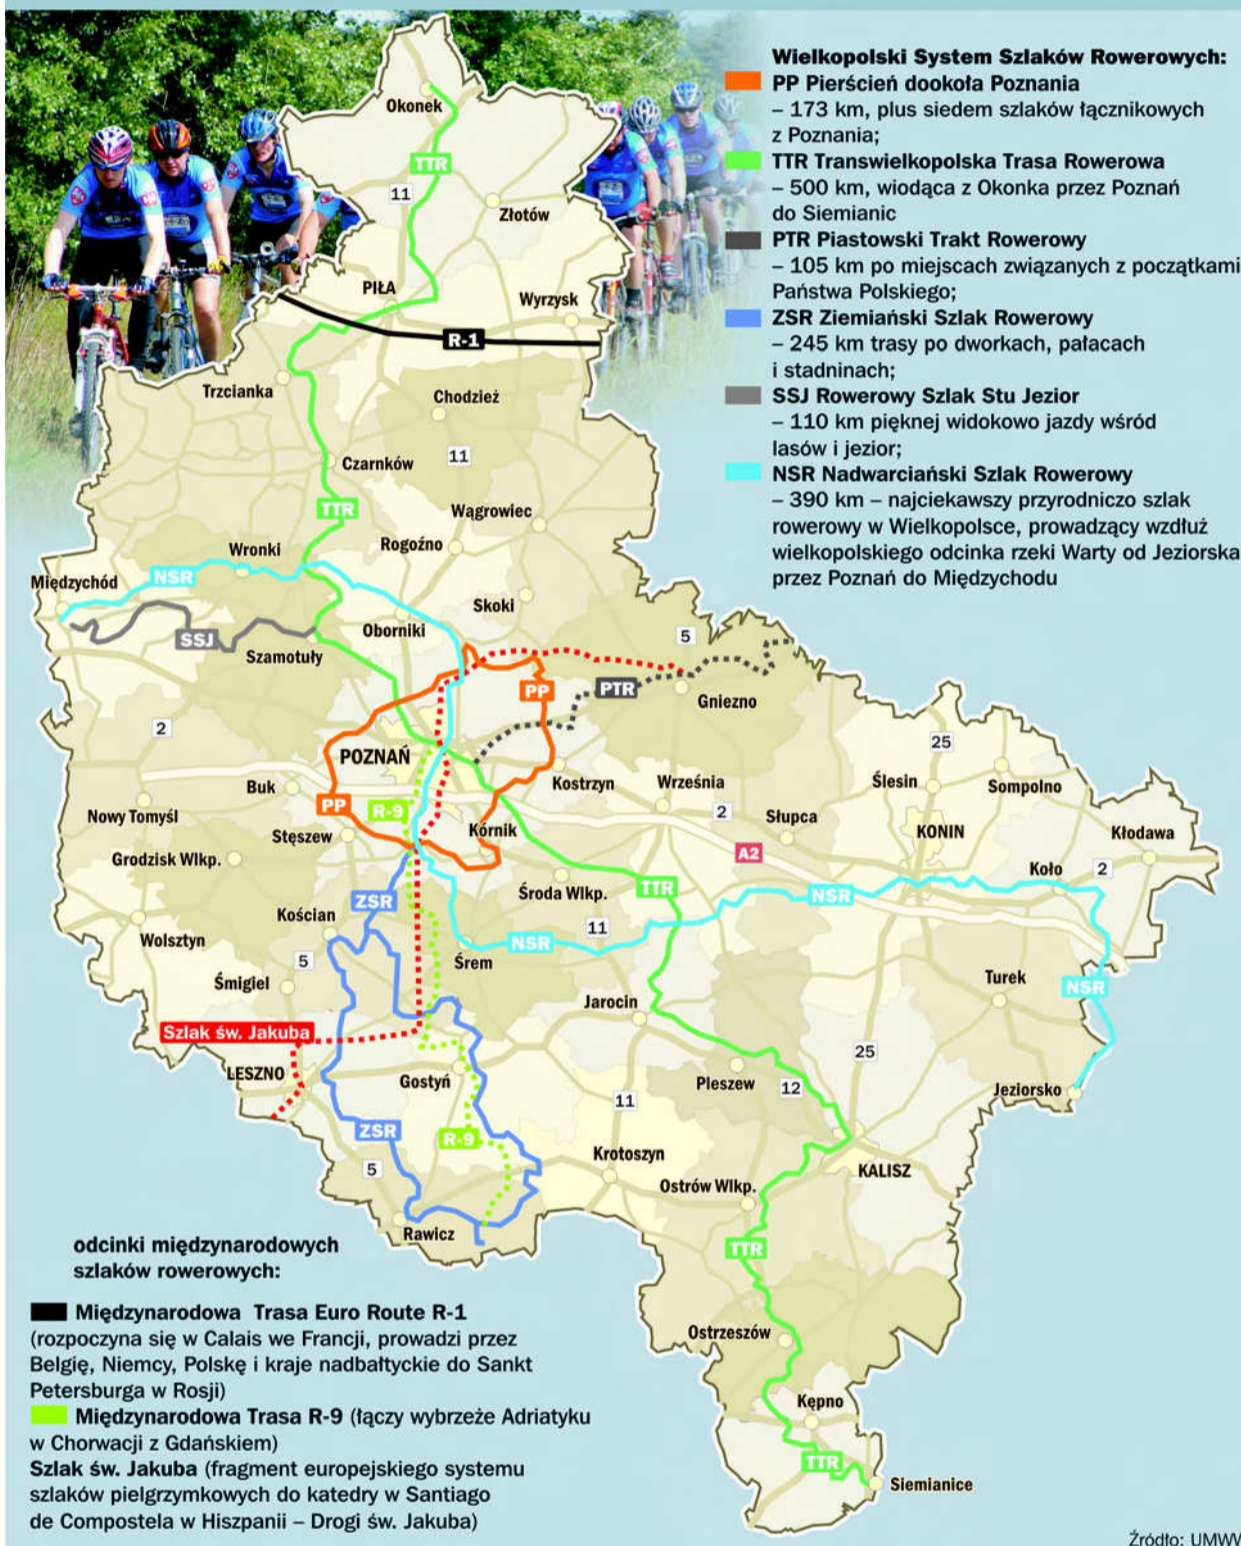 Wielkopolski System Szlaków Rowerowych:
PP Pierścień dookoła Poznania
– 173 km, plus siedem szlaków łącznikowych
z Poznania;
TTR Transwielkopolska Trasa Rowerowa
– 500 km, wiodąca z Okonka przez Poznań
do Siemianic
PTR Piastowski Trakt Rowerowy
– 105 km po miejscach związanych z początkami
Państwa Polskiego;
ZSR Ziemiański Szlak Rowerowy
– 245 km trasy po dworkach, pałacach
i stadninach;
SSJ Rowerowy Szlak Stu Jezior
– 110 km pięknej widokowo jazdy wśród
lasów i jezior;
NSR Nadwarciański Szlak Rowerowy
– 390 km – najciekawszy przyrodniczo szlak
rowerowy w Wielkopolsce, prowadzący wzdłuż
wielkopolskiego odcinka rzeki Warty od Jeziorska
przez Poznań do Międzychodu
Okonek
TTR
11
Złotów
PIŁA
Wyrzysk
R-1
Trzcianka
Chodzież
Czarnków
11
TTR
Wągrowiec
Rogoźno
Wronki
Międzychód
NSR
Skoki
Oborniki
SSJ
Szamotuły
5
PP
PTR
Gniezno
2
POZNAŃ
25
Buk
Kostrzyn
Września
Ślesin
Sompolno
PP
R-9
Nowy Tomyśl
2
Słupca
Stęszew
Kórnik
KONIN
Kłodawa
Grodzisk Wlkp.
A2
2
Koło
TTR
Środa Wlkp.
NSR
ZSR
Kościan
11
Wolsztyn
NSR
5
Śrem
Śmigiel
Turek
NSR
Jarocin
Szlak św. Jakuba
25
LESZNO
Gostyń
Pleszew
12
Jeziorsko
11
ZSR
R-9
Krotoszyn
5
KALISZ
Ostrów Wlkp.
Rawicz
TTR
Ostrzeszów
Kępno
TTR
Siemianice
odcinki międzynarodowych
szlaków rowerowych:
Międzynarodowa Trasa Euro Route R-1
(rozpoczyna się w Calais we Francji, prowadzi przez
Belgię, Niemcy, Polskę i kraje nadbałtyckie do Sankt
Petersburga w Rosji)
Międzynarodowa Trasa R-9 (łączy wybrzeże Adriatyku
w Chorwacji z Gdańskiem)
Szlak św. Jakuba (fragment europejskiego systemu
szlaków pielgrzymkowych do katedry w Santiago
de Compostela w Hiszpanii – Drogi św. Jakuba)
Źródło: